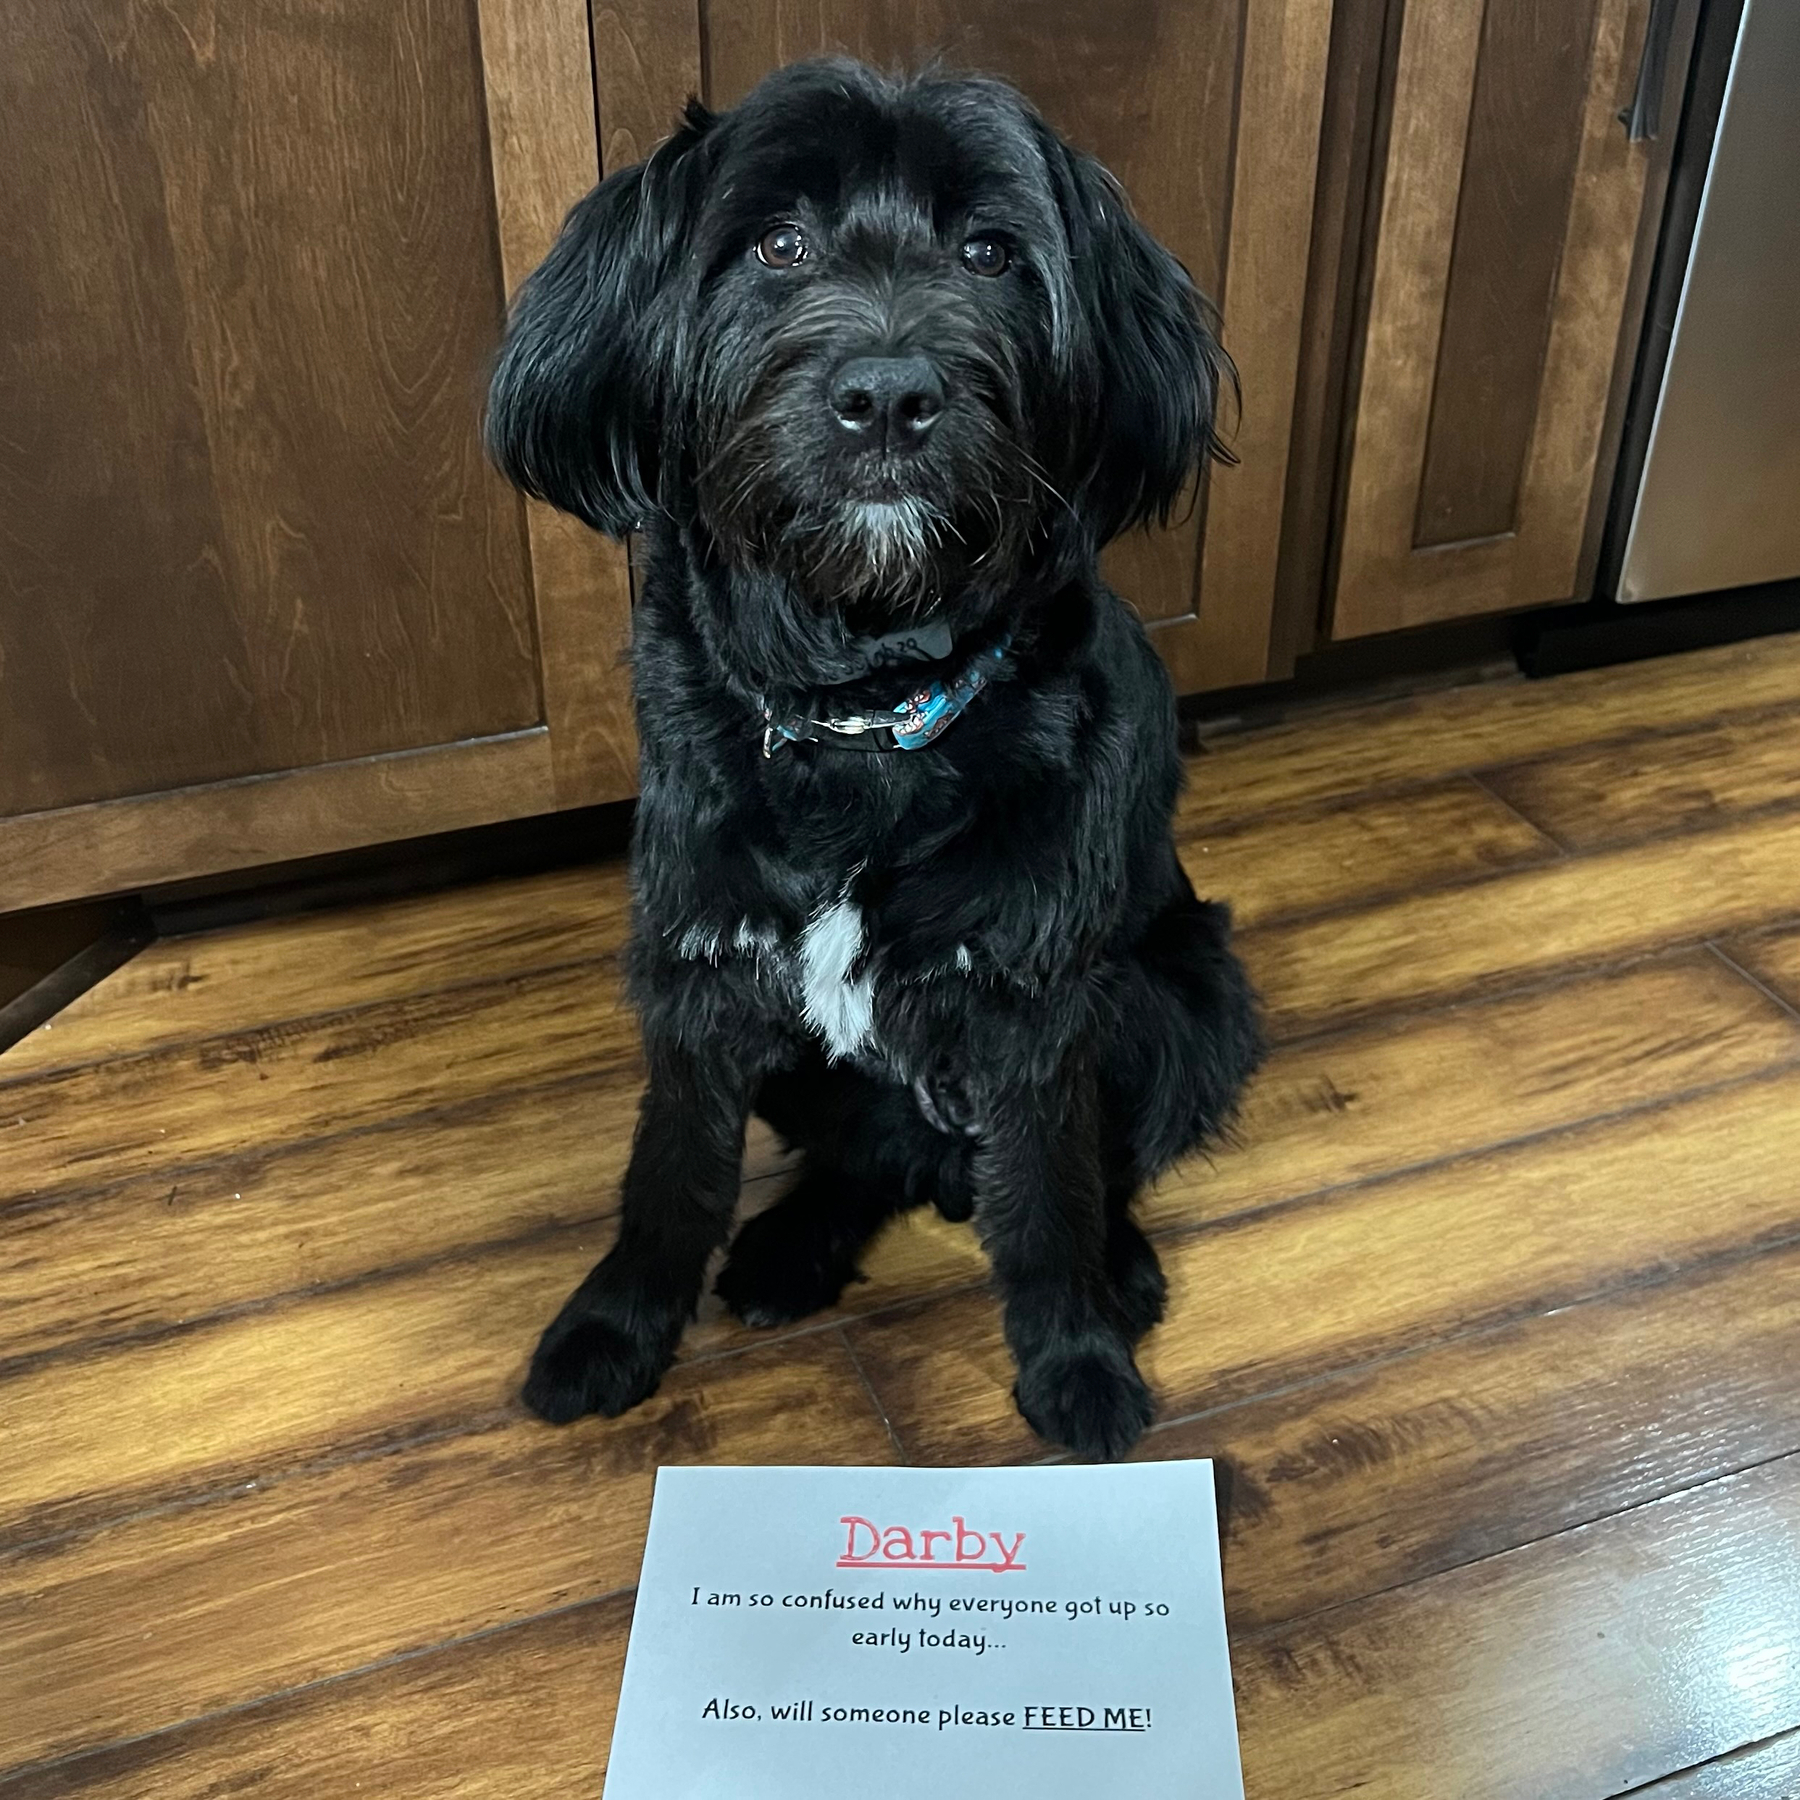 Darby
I am so confused why everyone got up so
early today...
Also, will someone please FEED ME!